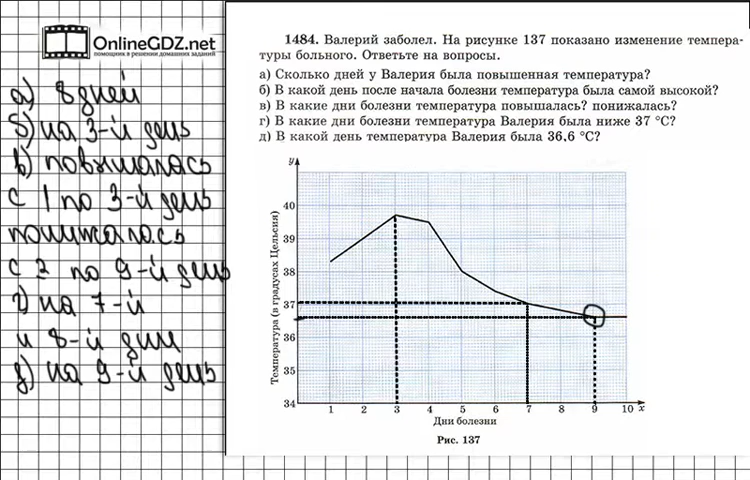 OnlineGDZ.net
помощник в решении домашних заданий
а) 8 дней
б) на 3-й день
в) повышалась
с 1 по 3-й день
понижалась
с 3 по 9-й день
г) на 7-й
и 8-й дни
д) на 9-й день
1484. Валерий заболел. На рисунке 137 показано изменение темпера-
туры больного. Ответьте на вопросы.
а) Сколько дней у Валерия была повышенная температура?
б) В какой день после начала болезни температура была самой высокой?
в) В какие дни болезни температура повышалась? понижалась?
г) В какие дни болезни температура Валерия была ниже 37 °С?
д) В какой день температура Валерия была 36,6 °С?
y
Температура (в градусах Цельсия)
40
39
38
37
36
35
34
1 2 3 4 5 6 7 8 9 10 x
Дни болезни
Рис. 137